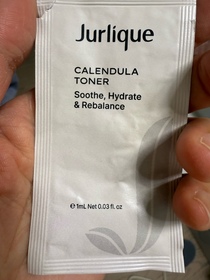 Jurlique
CALENDULA
TONER
Soothe, Hydrate
& Rebalance
℮1mL Net 0.03 fl. oz